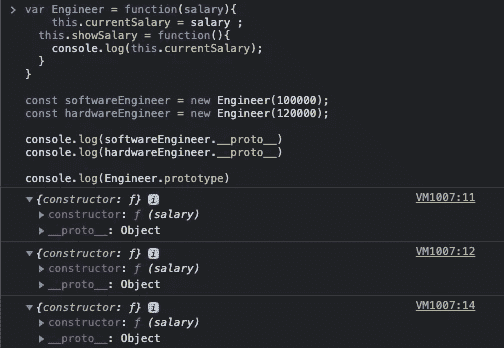 > var Engineer = function(salary){
this.currentSalary = salary ;
this.showSalary = function(){
console.log(this.currentSalary);
}
}
const softwareEngineer = new Engineer(100000);
const hardwareEngineer = new Engineer(120000);
console.log(softwareEngineer.__proto__)
console.log(hardwareEngineer.__proto__)
console.log(Engineer.prototype)
▼{constructor: ƒ} i VM1007:11
▶ constructor: ƒ (salary)
▶ __proto__: Object
▼{constructor: ƒ} i VM1007:12
▶ constructor: ƒ (salary)
▶ __proto__: Object
▼{constructor: ƒ} i VM1007:14
▶ constructor: ƒ (salary)
▶ __proto__: Object